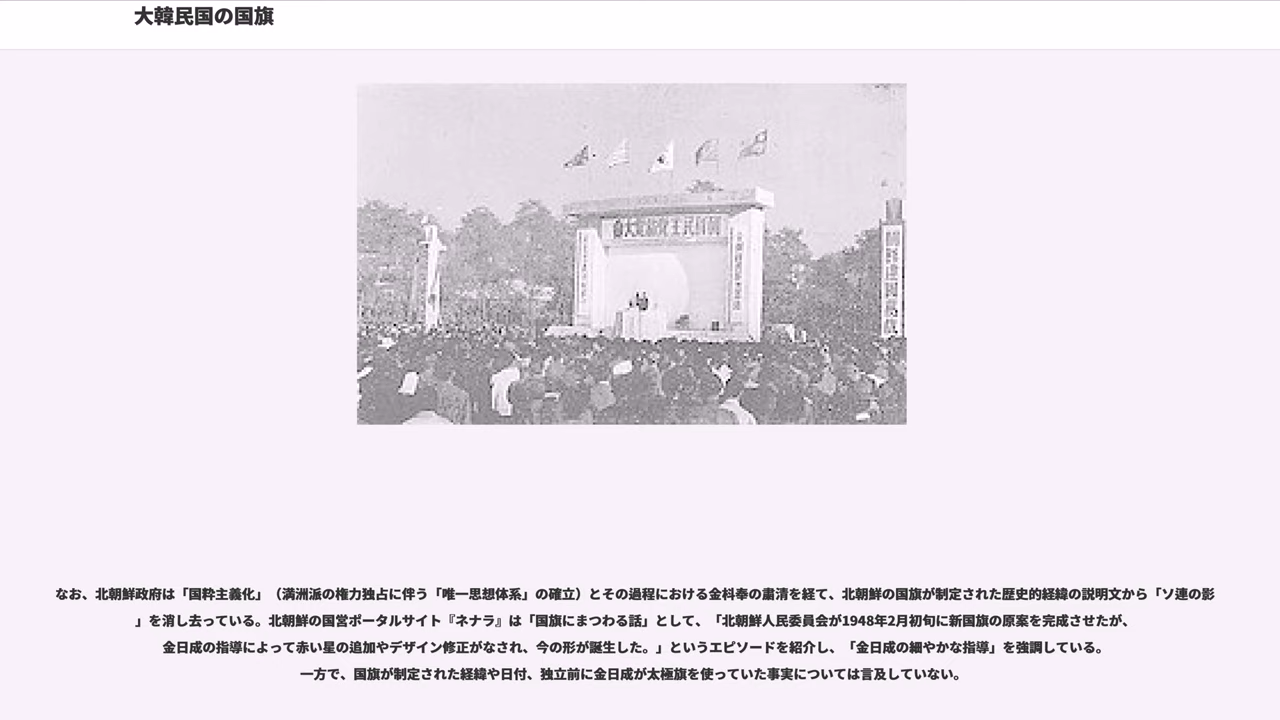 大韓民国の国旗
なお、北朝鮮政府は「国粋主義化」（満洲派の権力独占に伴う「唯一思想体系」の確立）とその過程における金枓奉の粛清を経て、北朝鮮の国旗が制定された歴史的経緯の説明文から「ソ連の影
」を消し去っている。北朝鮮の国営ポータルサイト『ネナラ』は「国旗にまつわる話」として、「北朝鮮人民委員会が1948年2月初旬に新国旗の原案を完成させたが、
金日成の指導によって赤い星の追加やデザイン修正がなされ、今の形が誕生した。」というエピソードを紹介し、「金日成の細やかな指導」を強調している。
一方で、国旗が制定された経緯や日付、独立前に金日成が太極旗を使っていた事実については言及していない。